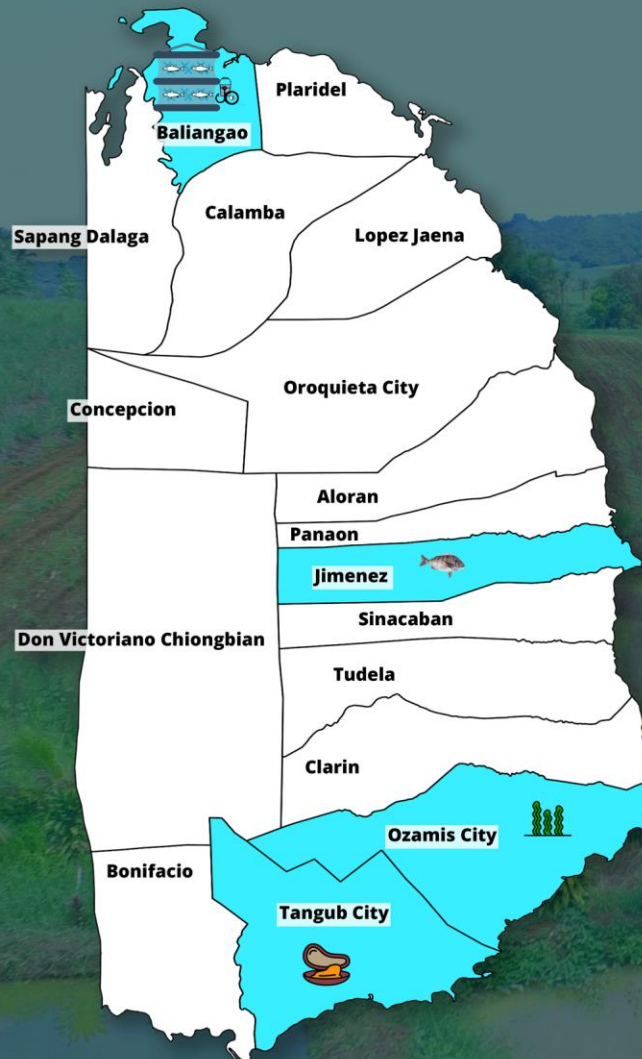 Plaridel
Baliangao
Calamba
Sapang Dalaga
Lopez Jaena
Oroquieta City
Concepcion
Aloran
Panaon
Jimenez
Sinacaban
Don Victoriano Chiongbian
Tudela
Clarin
Ozamis City
Bonifacio
Tangub City